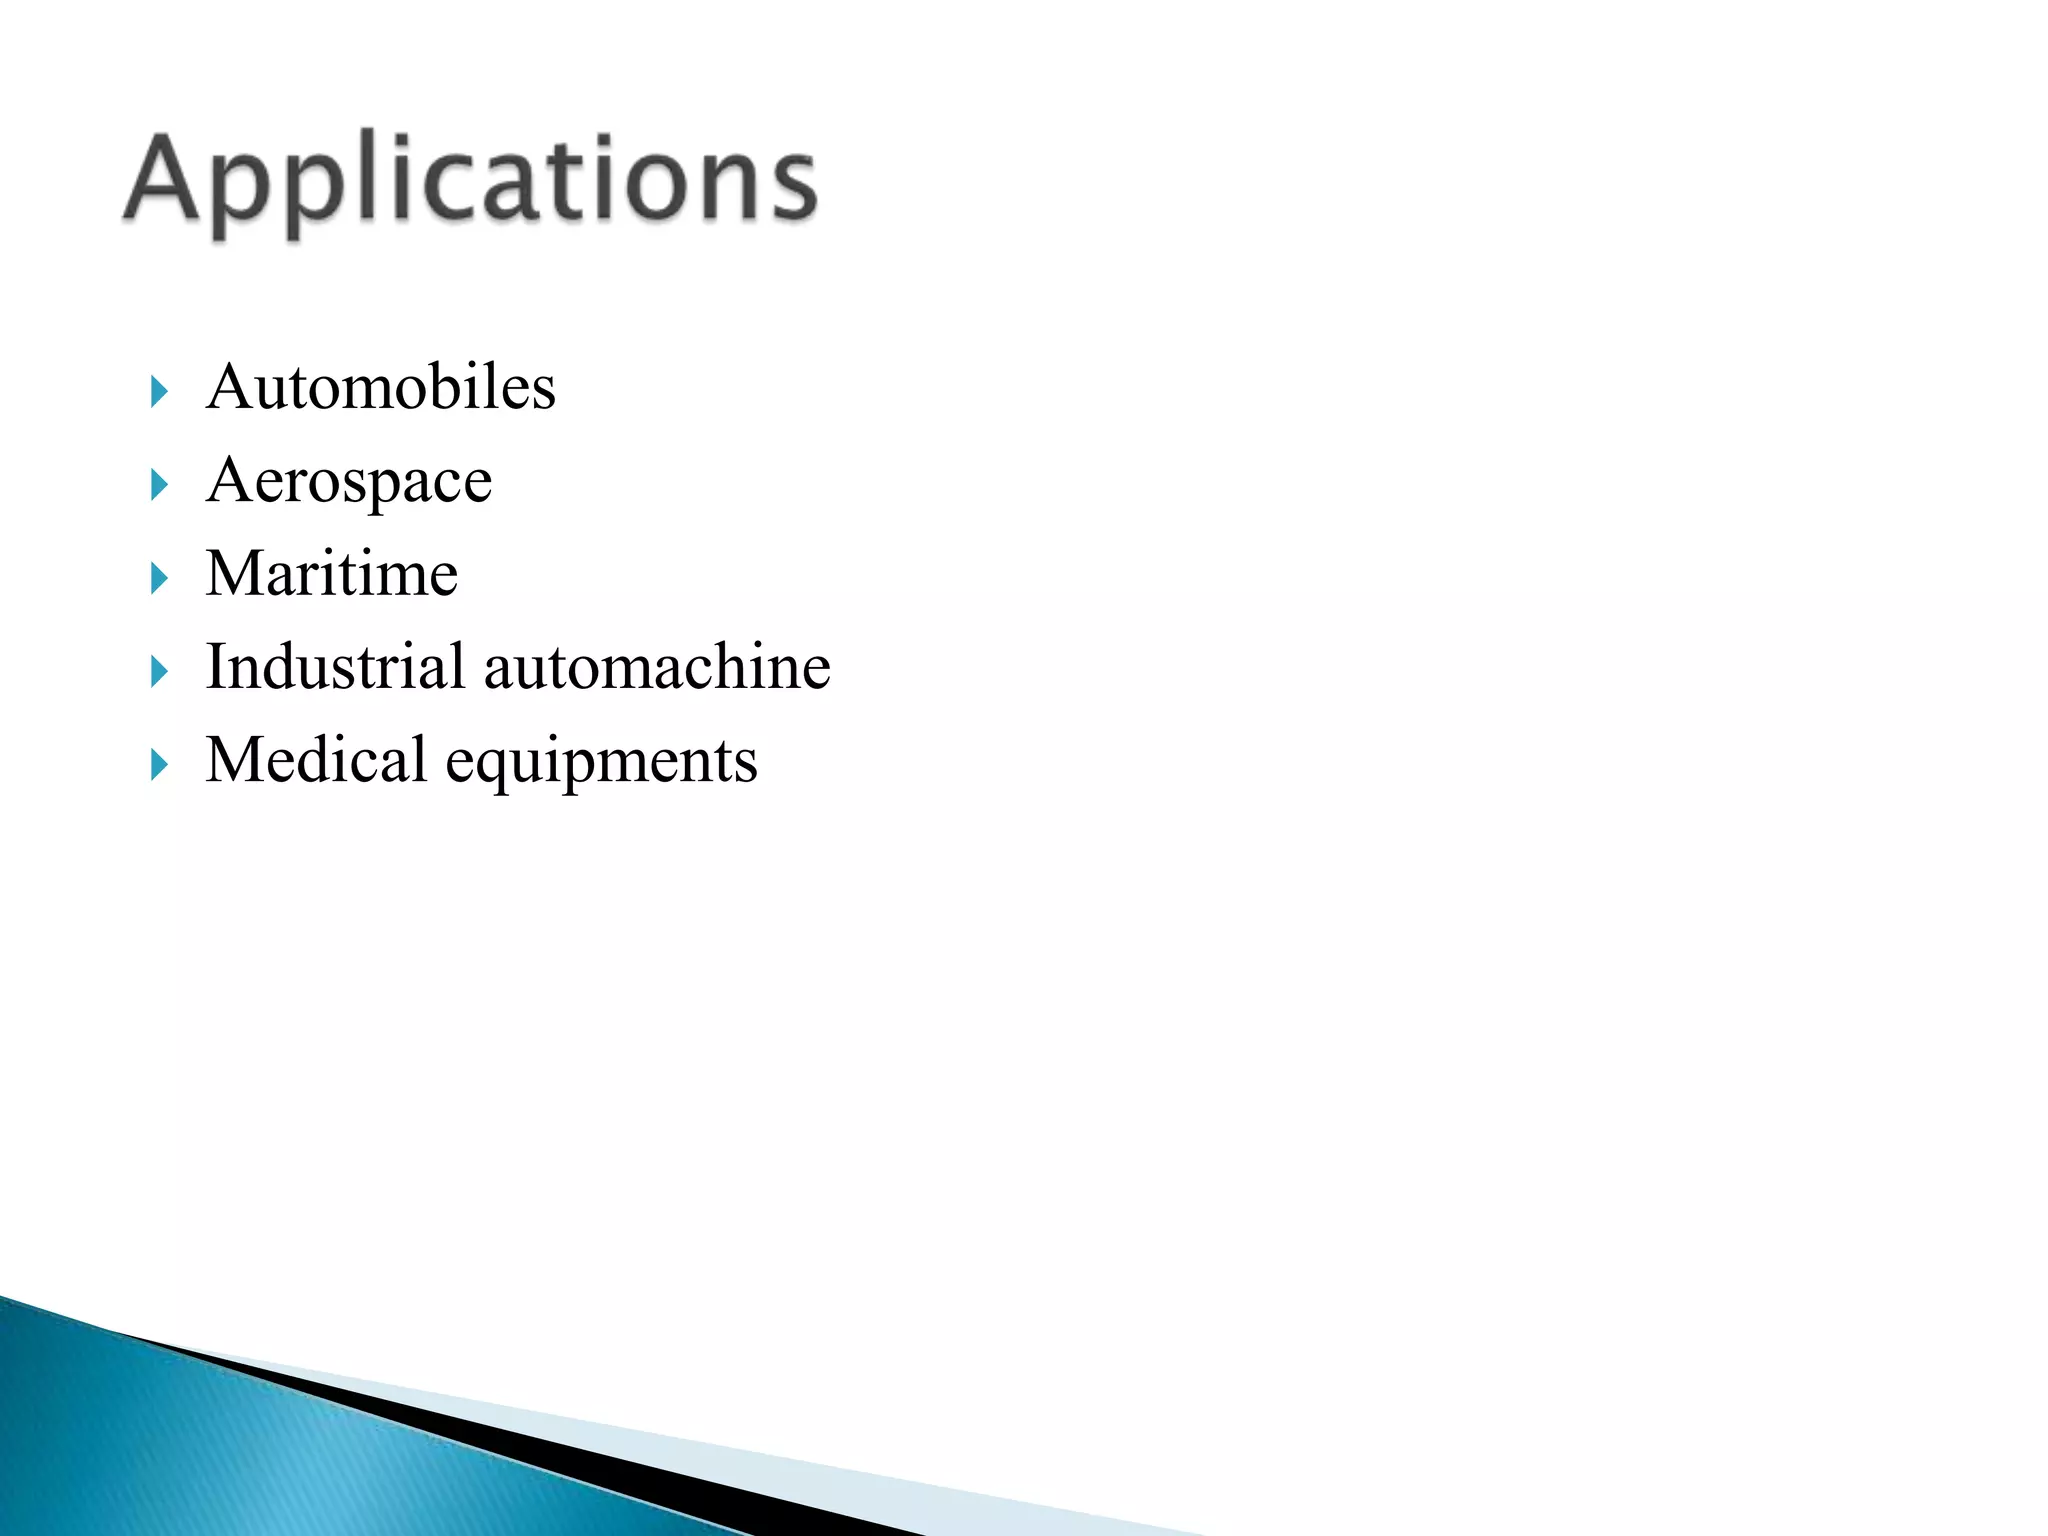 Applications
Automobiles
Aerospace
Maritime
Industrial automachine
Medical equipments